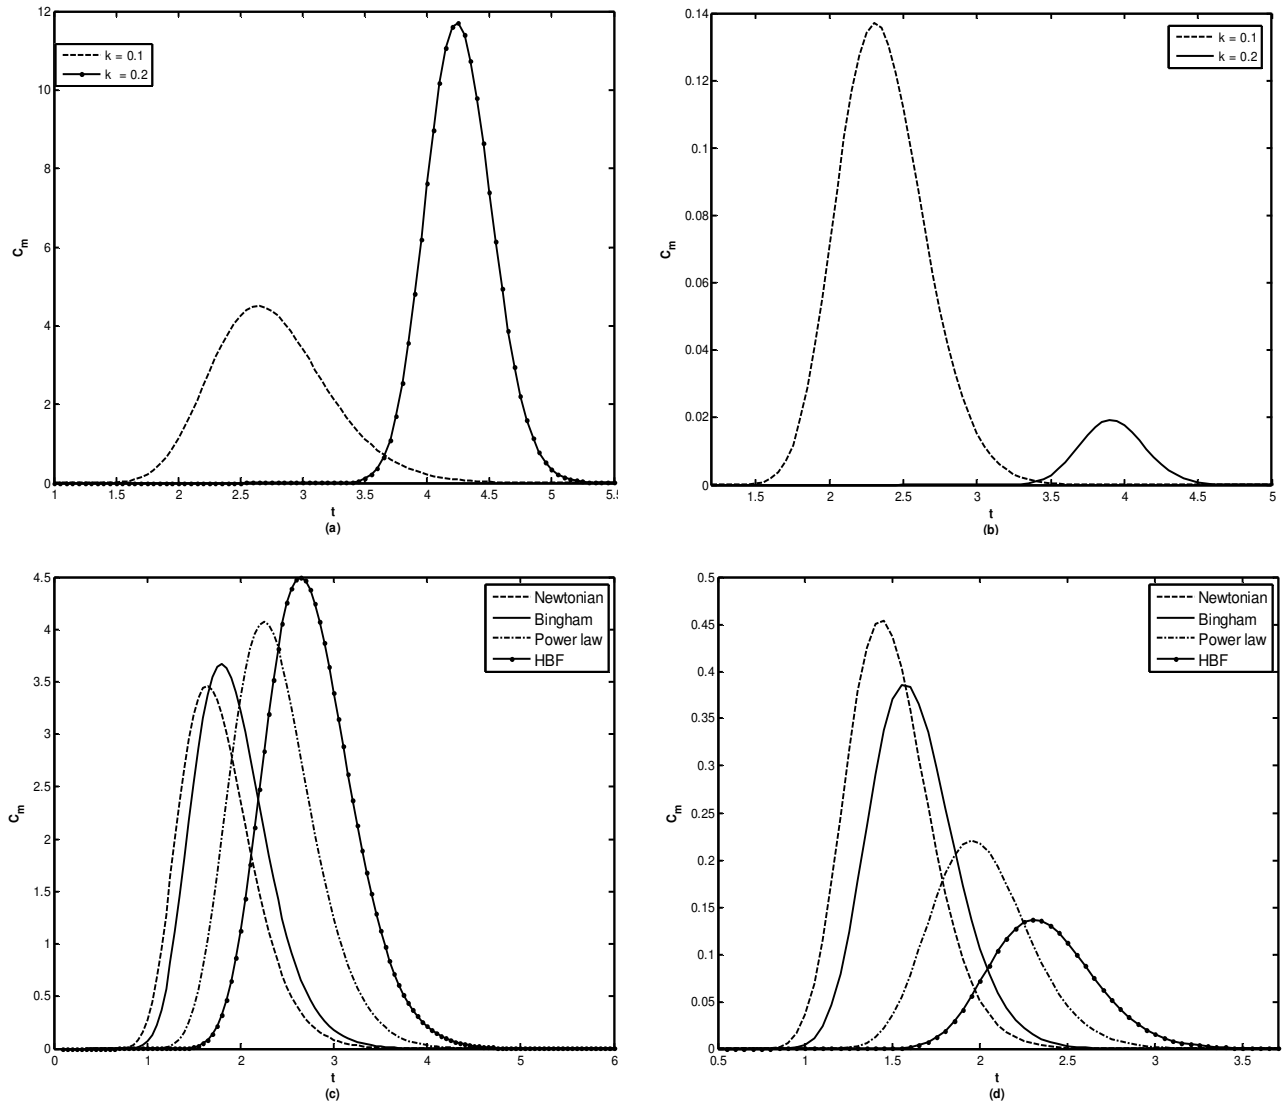 12
10
8
6
4
2
0
C_m
k = 0.1
k = 0.2
1 1.5 2 2.5 3 3.5 4 4.5 5 5.5
t
(a)
0.14
0.12
0.1
0.08
0.06
0.04
0.02
0
C_m
k = 0.1
k = 0.2
1.5 2 2.5 3 3.5 4 4.5 5
t
(b)
4.5
4
3.5
3
2.5
2
1.5
1
0.5
0
C_m
Newtonian
Bingham
Power law
HBF
0 1 2 3 4 5 6
t
(c)
0.5
0.45
0.4
0.35
0.3
0.25
0.2
0.15
0.1
0.05
0
C_m
Newtonian
Bingham
Power law
HBF
0.5 1 1.5 2 2.5 3 3.5
t
(d)